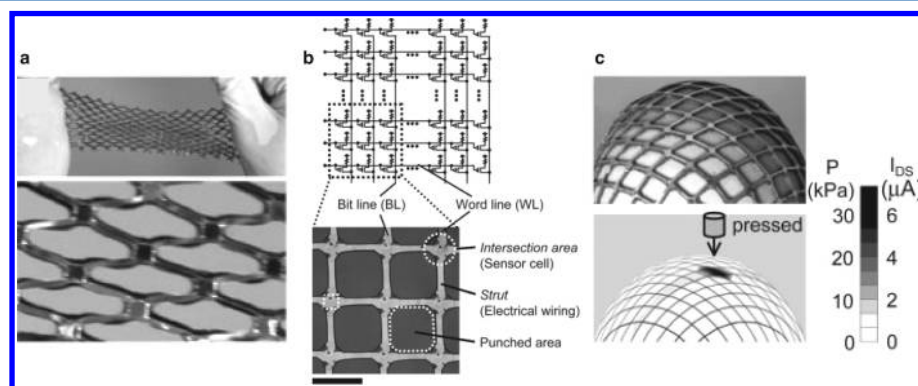 a
b
c
Bit line (BL)
Word line (WL)
Intersection area
(Sensor cell)
Strut
(Electrical wiring)
Punched area
pressed
P
(kPa)
30
20
10
0
I_DS
(μA)
6
4
2
0